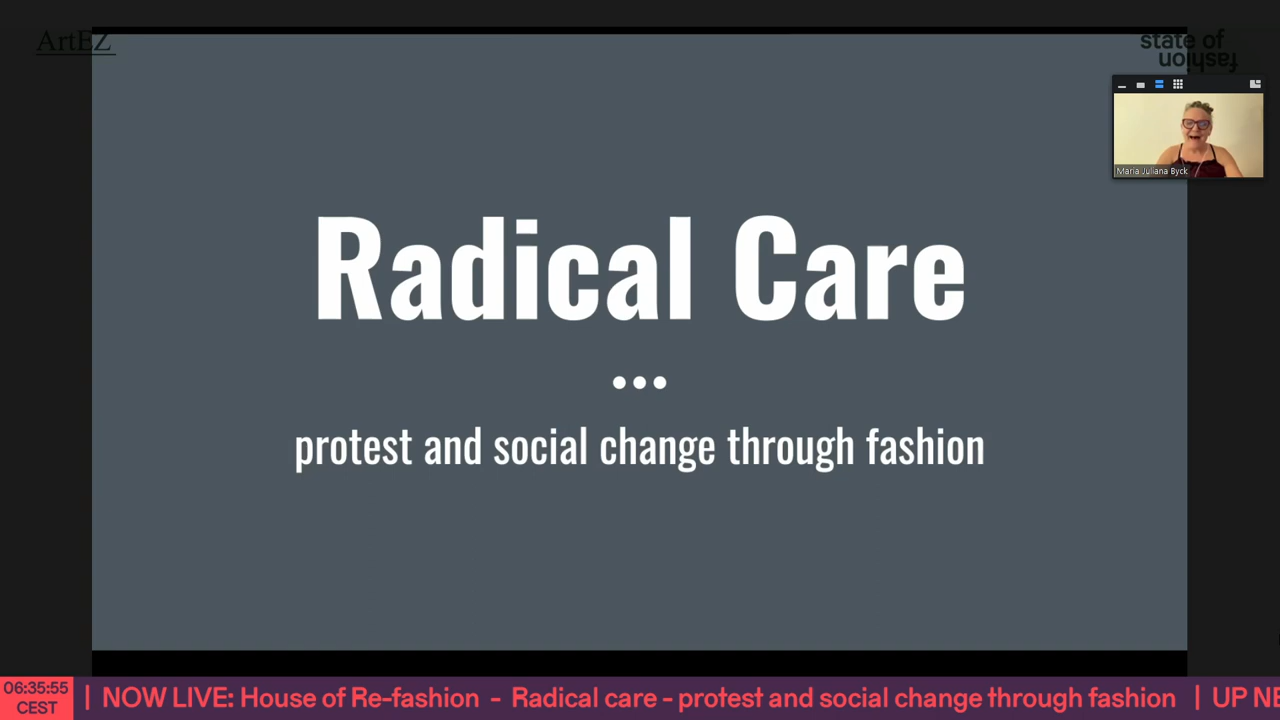 ArtEZ
state of
fashion
Maria Juliana Byck
Radical Care
protest and social change through fashion
06:35:55
CEST
| NOW LIVE: House of Re-fashion - Radical care - protest and social change through fashion | UP